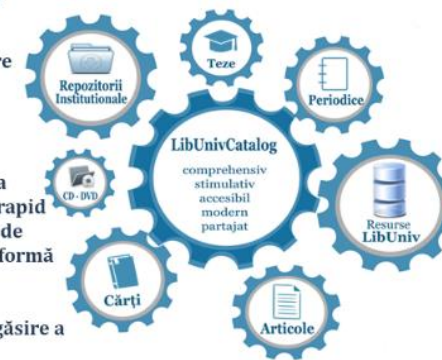 re
a
rapid
de
formă
găsire a
Repozitorii
Instituționale
Teze
Periodice
LibUnivCatalog
comprehensiv
stimulativ
accesibil
modern
partajat
CD - DVD
Resurse
LibUniv
Cărți
Articole